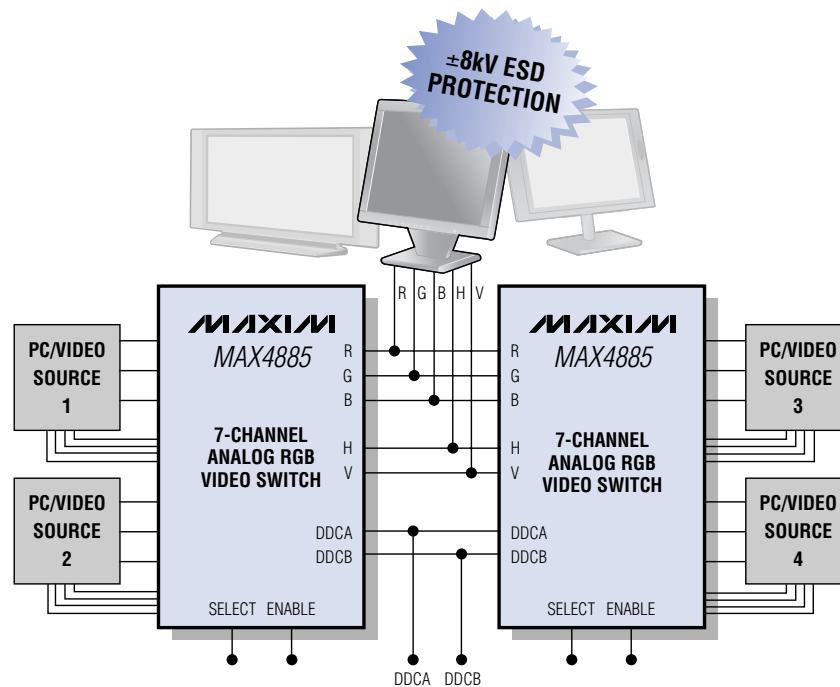 ±8kV ESD
PROTECTION
R G B H V
MAXIM
MAX4885
7-CHANNEL
ANALOG RGB
VIDEO SWITCH
R
G
B
H
V
DDCA
DDCB
SELECT ENABLE
MAXIM
MAX4885
7-CHANNEL
ANALOG RGB
VIDEO SWITCH
R
G
B
H
V
DDCA
DDCB
SELECT ENABLE
PC/VIDEO
SOURCE
1
PC/VIDEO
SOURCE
2
PC/VIDEO
SOURCE
3
PC/VIDEO
SOURCE
4
DDCA DDCB